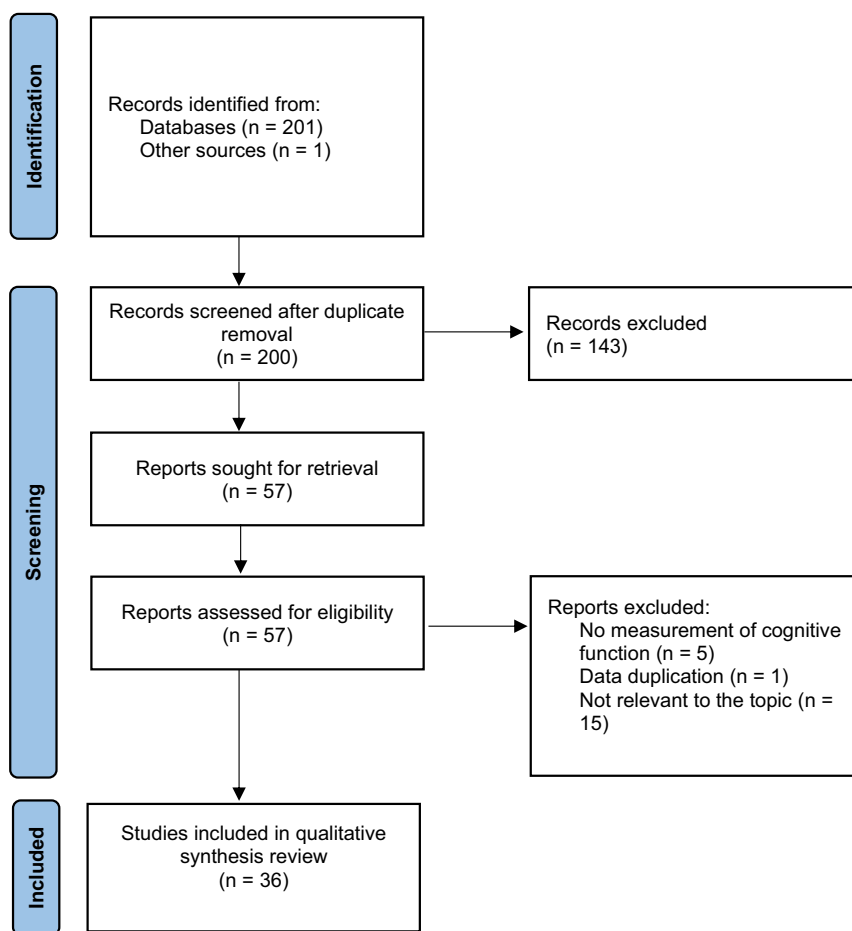 Identification
Records identified from:
Databases (n = 201)
Other sources (n = 1)
Screening
Records screened after duplicate
removal
(n = 200)
Records excluded
(n = 143)
Reports sought for retrieval
(n = 57)
Reports assessed for eligibility
(n = 57)
Reports excluded:
No measurement of cognitive
function (n = 5)
Data duplication (n = 1)
Not relevant to the topic (n =
15)
Included
Studies included in qualitative
synthesis review
(n = 36)